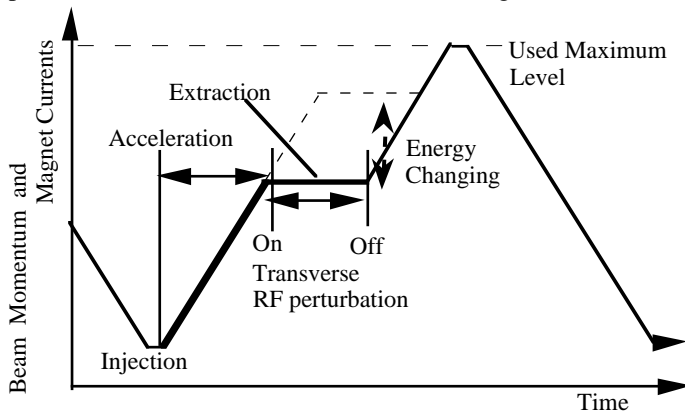 Used Maximum
Level
Extraction
Acceleration
Energy
Changing
On
Off
Transverse
RF perturbation
Injection
Time
Beam Momentum and
Magnet Currents